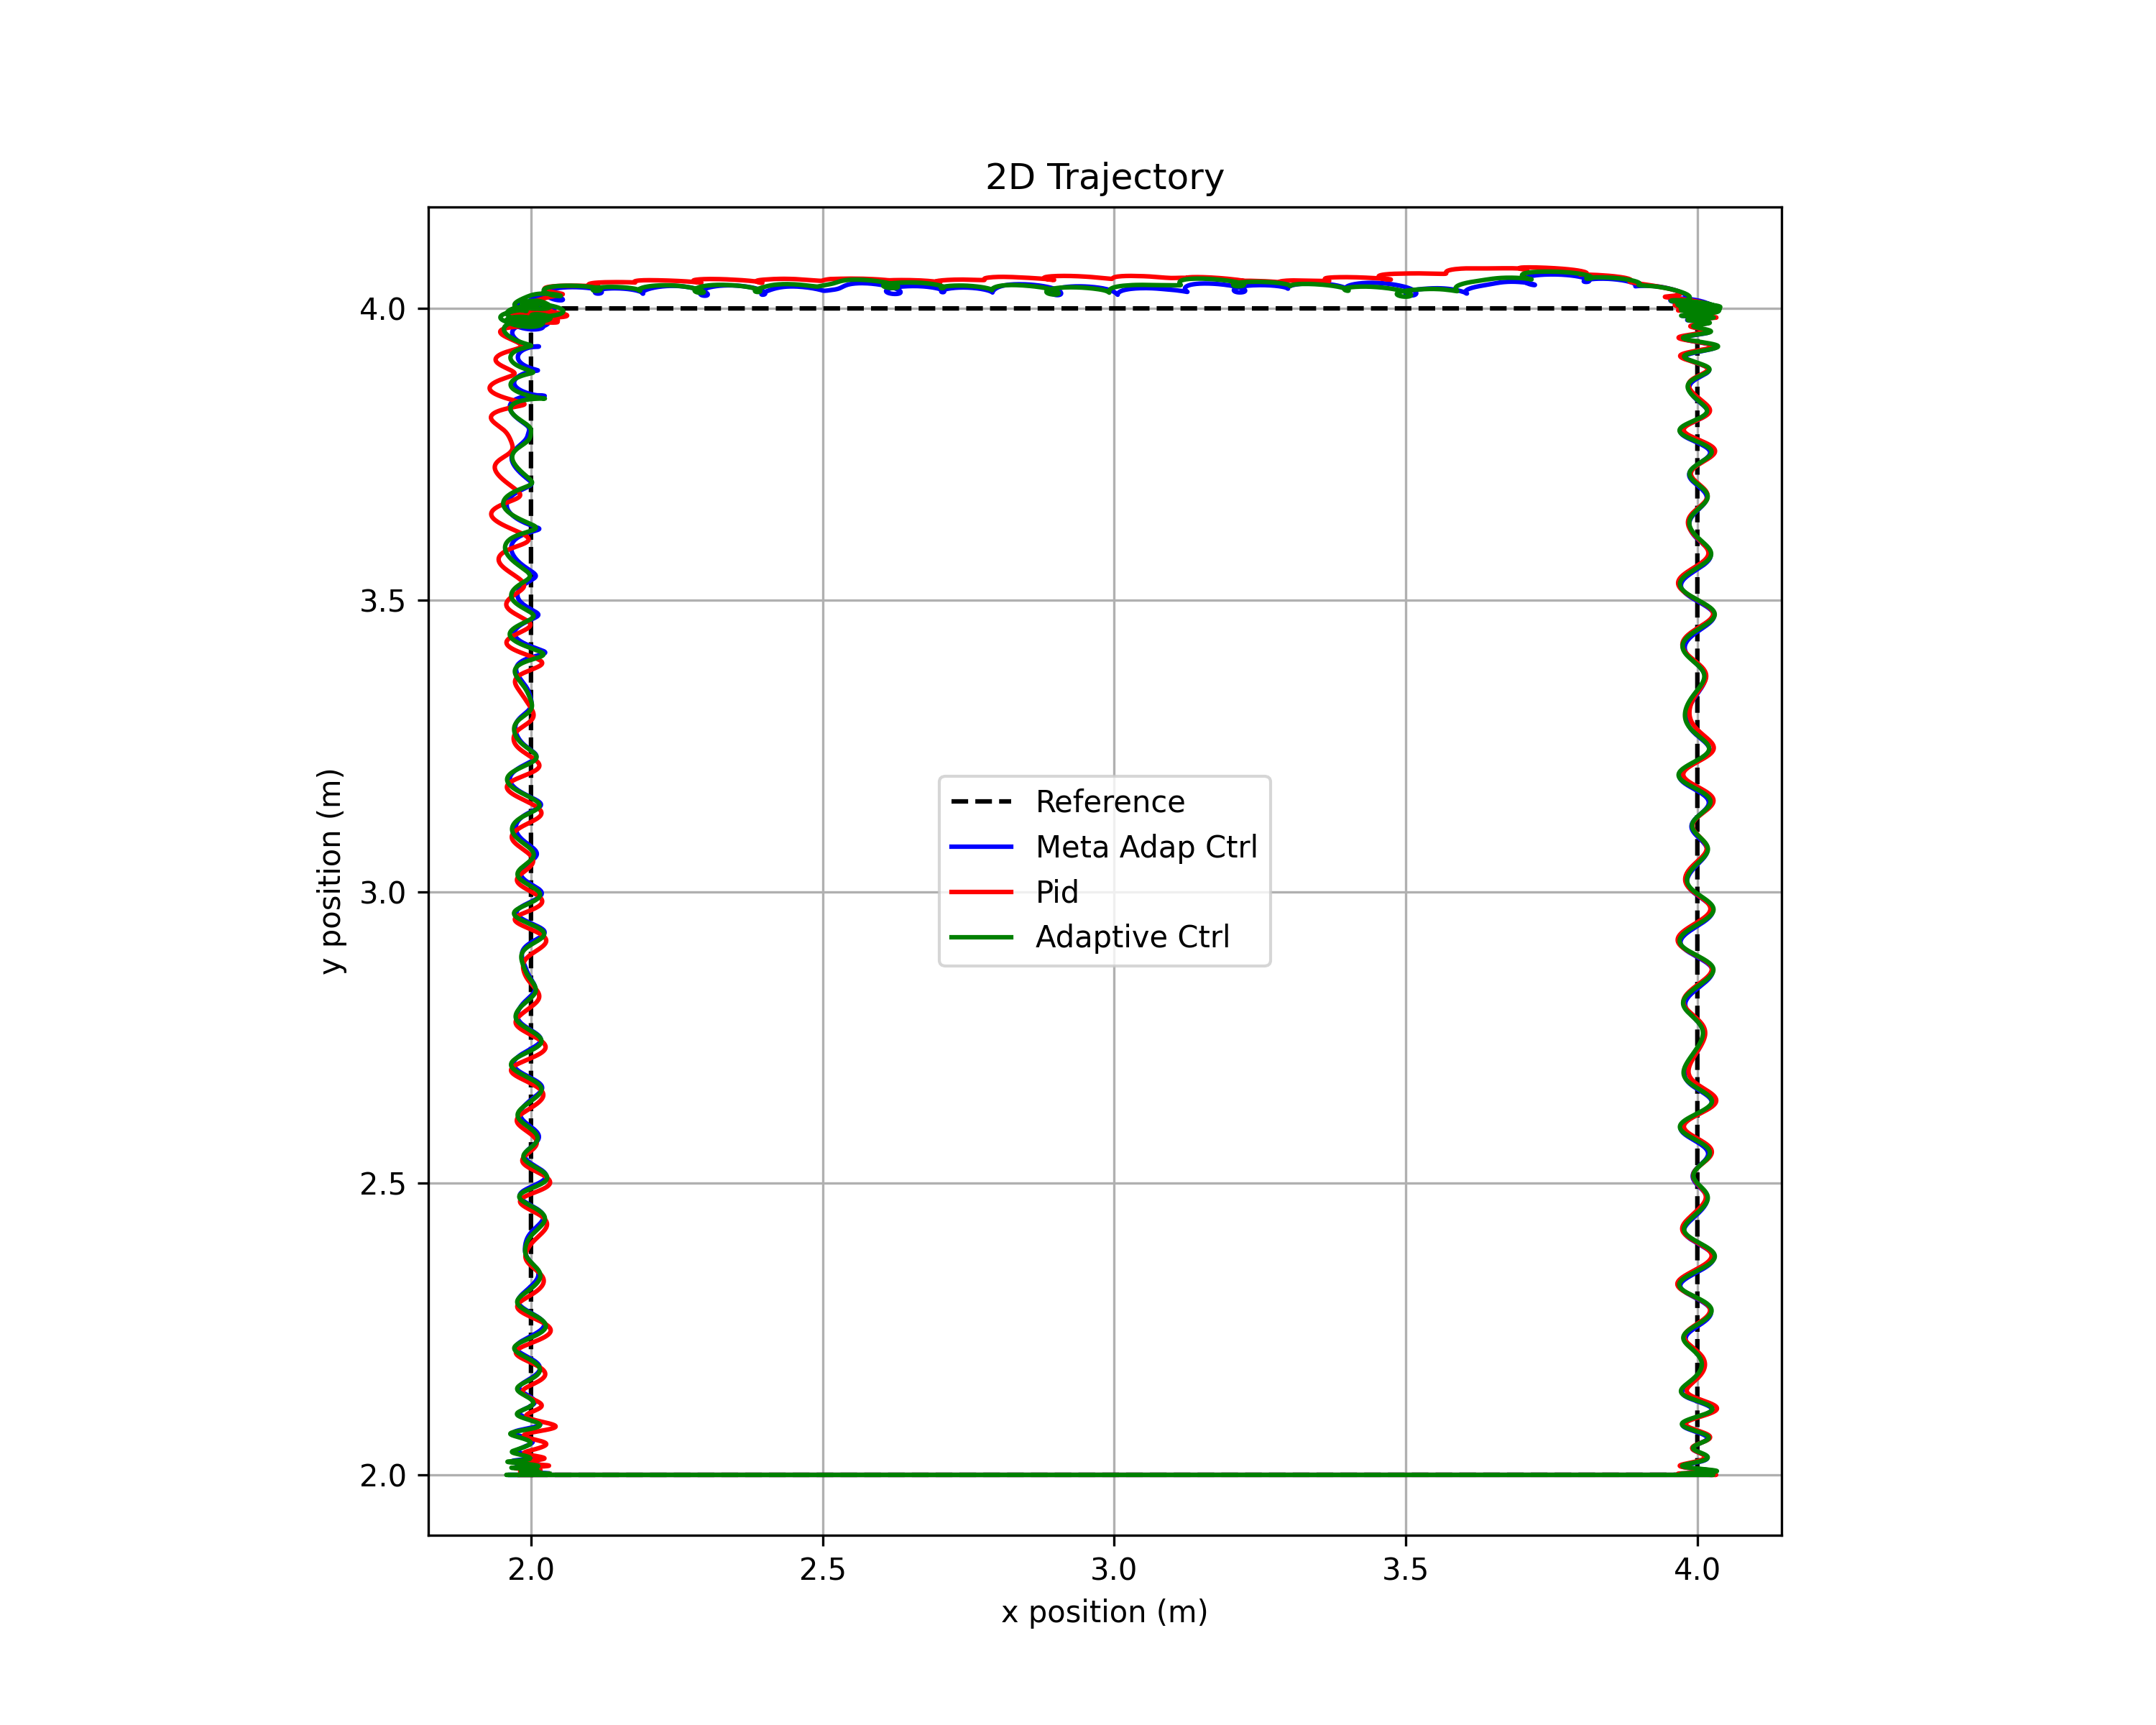 2D Trajectory
4.0
3.5
3.0
2.5
2.0
y position (m)
Reference
Meta Adap Ctrl
Pid
Adaptive Ctrl
2.0 2.5 3.0 3.5 4.0
x position (m)